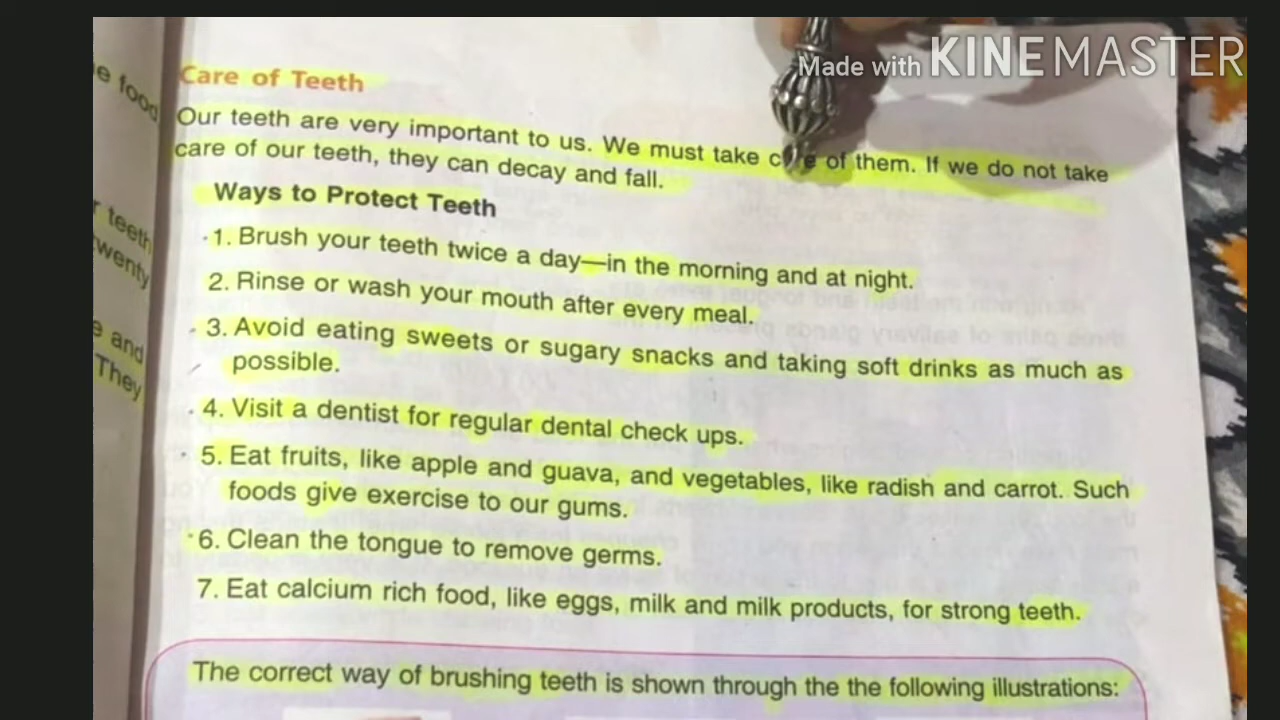 Made with KINEMASTER
e food
Care of Teeth
Our teeth are very important to us. We must take care of them. If we do not take
care of our teeth, they can decay and fall.
Ways to Protect Teeth
r teeth
wenty
1. Brush your teeth twice a day—in the morning and at night.
2. Rinse or wash your mouth after every meal.
e and
They
3. Avoid eating sweets or sugary snacks and taking soft drinks as much as
possible.
4. Visit a dentist for regular dental check ups.
5. Eat fruits, like apple and guava, and vegetables, like radish and carrot. Such
foods give exercise to our gums.
6. Clean the tongue to remove germs.
7. Eat calcium rich food, like eggs, milk and milk products, for strong teeth.
The correct way of brushing teeth is shown through the the following illustrations: